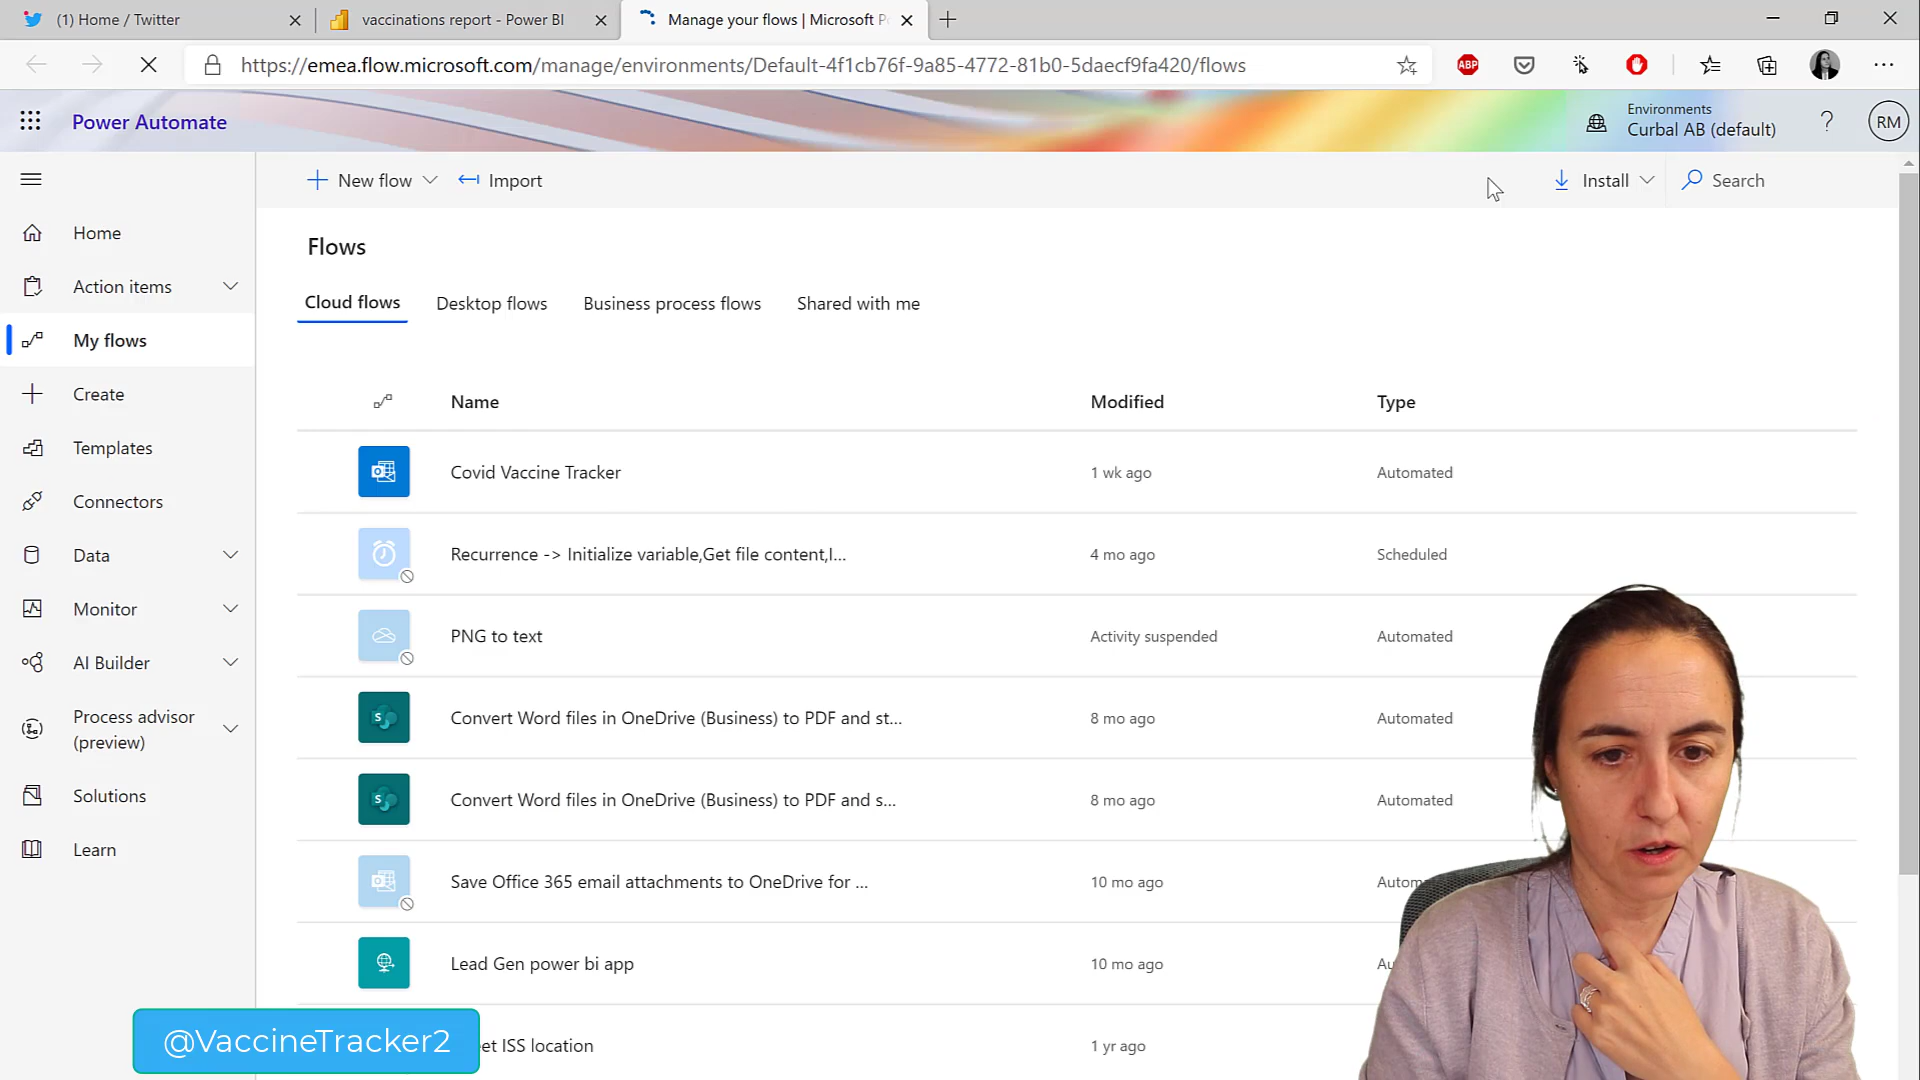 (1) Home / Twitter
vaccinations report - Power BI
Manage your flows | Microsoft P
https://emea.flow.microsoft.com/manage/environments/Default-4f1cb76f-9a85-4772-81b0-5daecf9fa420/flows
ABP
Power Automate
Environments
Curbal AB (default)
?
RM
New flow
Import
Install
Search
Home
Action items
My flows
Create
Templates
Connectors
Data
Monitor
AI Builder
Process advisor
(preview)
Solutions
Learn
Flows
Cloud flows
Desktop flows
Business process flows
Shared with me
Name
Modified
Type
Covid Vaccine Tracker
1 wk ago
Automated
Recurrence -> Initialize variable,Get file content,I...
4 mo ago
Scheduled
PNG to text
Activity suspended
Automated
Convert Word files in OneDrive (Business) to PDF and st...
8 mo ago
Automated
Convert Word files in OneDrive (Business) to PDF and s...
8 mo ago
Automated
Save Office 365 email attachments to OneDrive for ...
10 mo ago
Lead Gen power bi app
10 mo ago
ISS location
1 yr ago
@VaccineTracker2